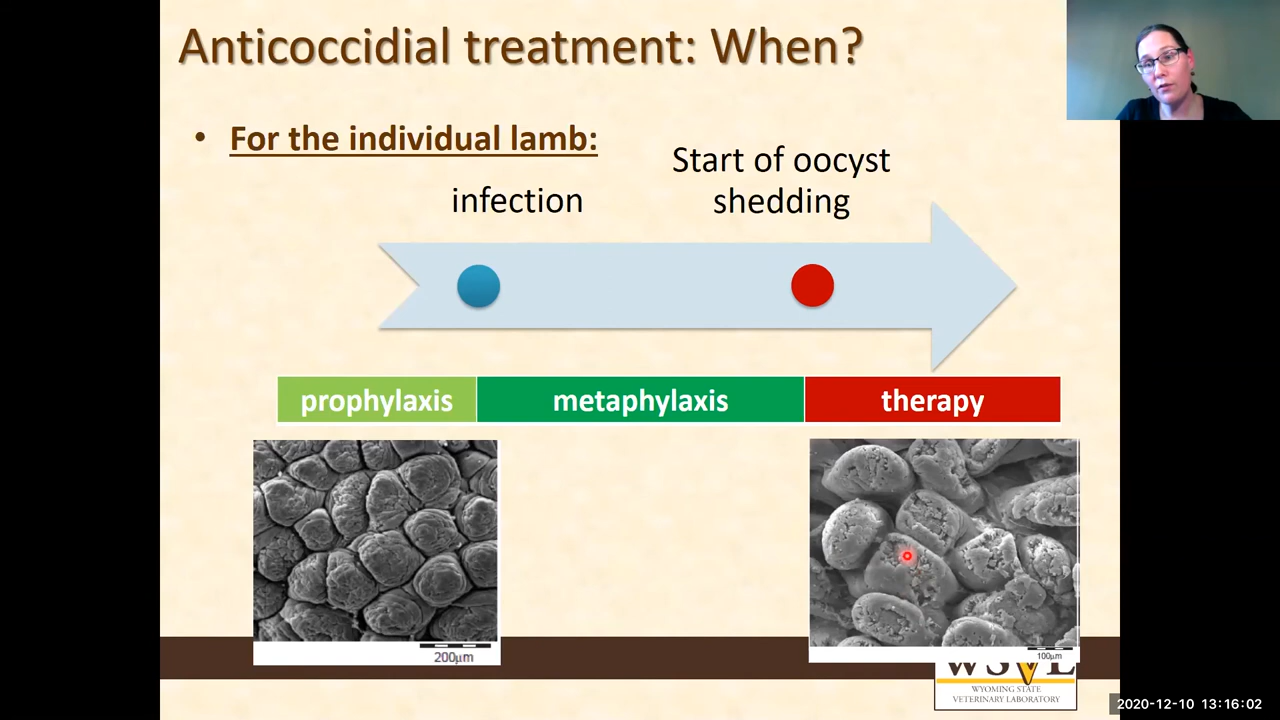 Anticoccidial treatment: When?
• For the individual lamb:
infection
Start of oocyst
shedding
prophylaxis
metaphylaxis
therapy
200μm
100μm
WSVL
WYOMING STATE
VETERINARY LABORATORY
2020-12-10 13:16:02